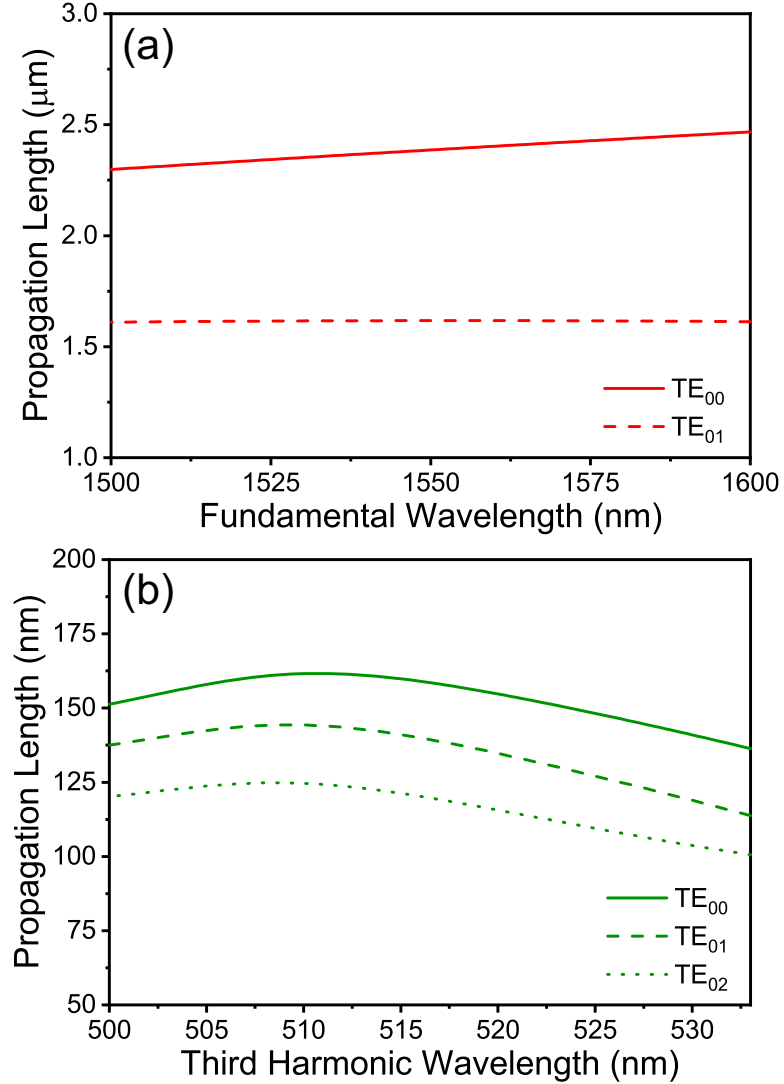 (a)
Propagation Length (μm)
3.0
2.5
2.0
1.5
1.0
TE₀₀
TE₀₁
1500 1525 1550 1575 1600
Fundamental Wavelength (nm)
(b)
Propagation Length (nm)
200
175
150
125
100
75
50
TE₀₀
TE₀₁
TE₀₂
500 505 510 515 520 525 530
Third Harmonic Wavelength (nm)